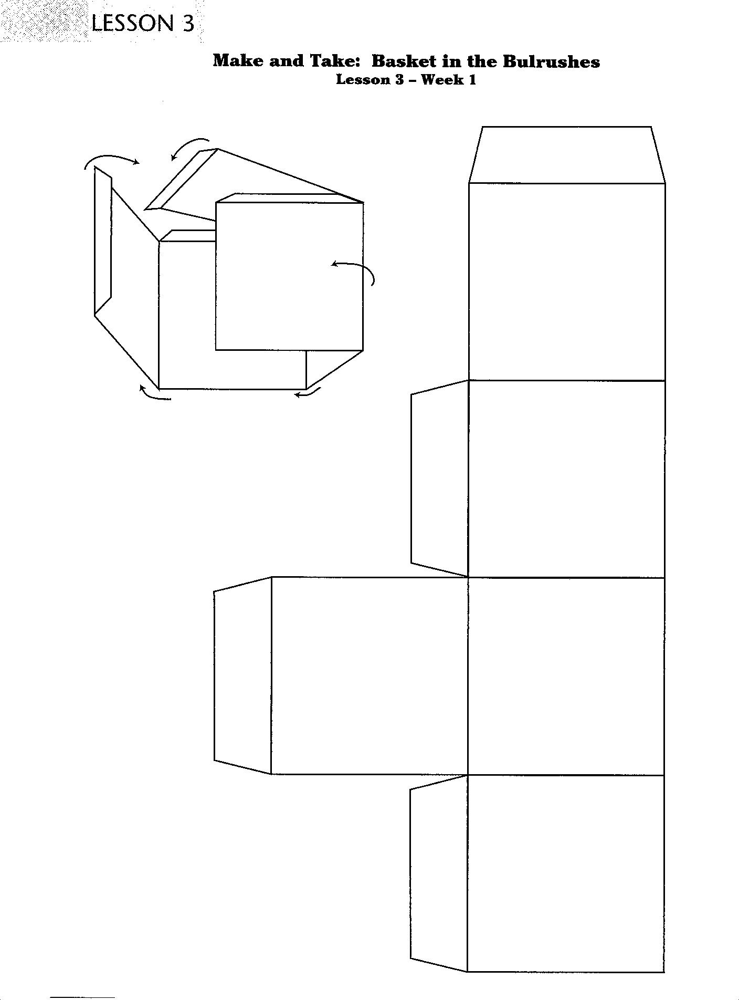 LESSON 3
Make and Take: Basket in the Bulrushes
Lesson 3 – Week 1